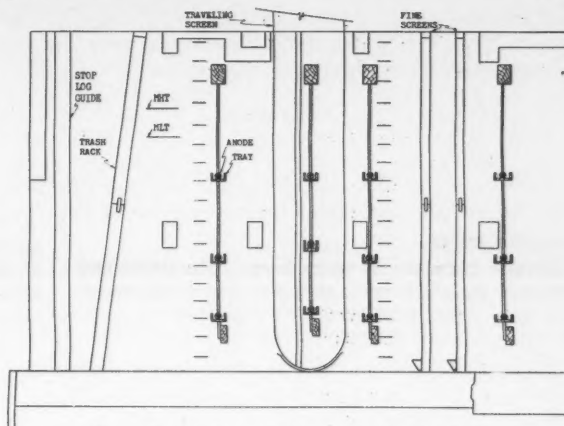 TRAVELING
SCREEN
FINE
SCREENS
STOP
LOG
GUIDE
MHT
MLT
TRASH
RACK
ANODE
TRAY